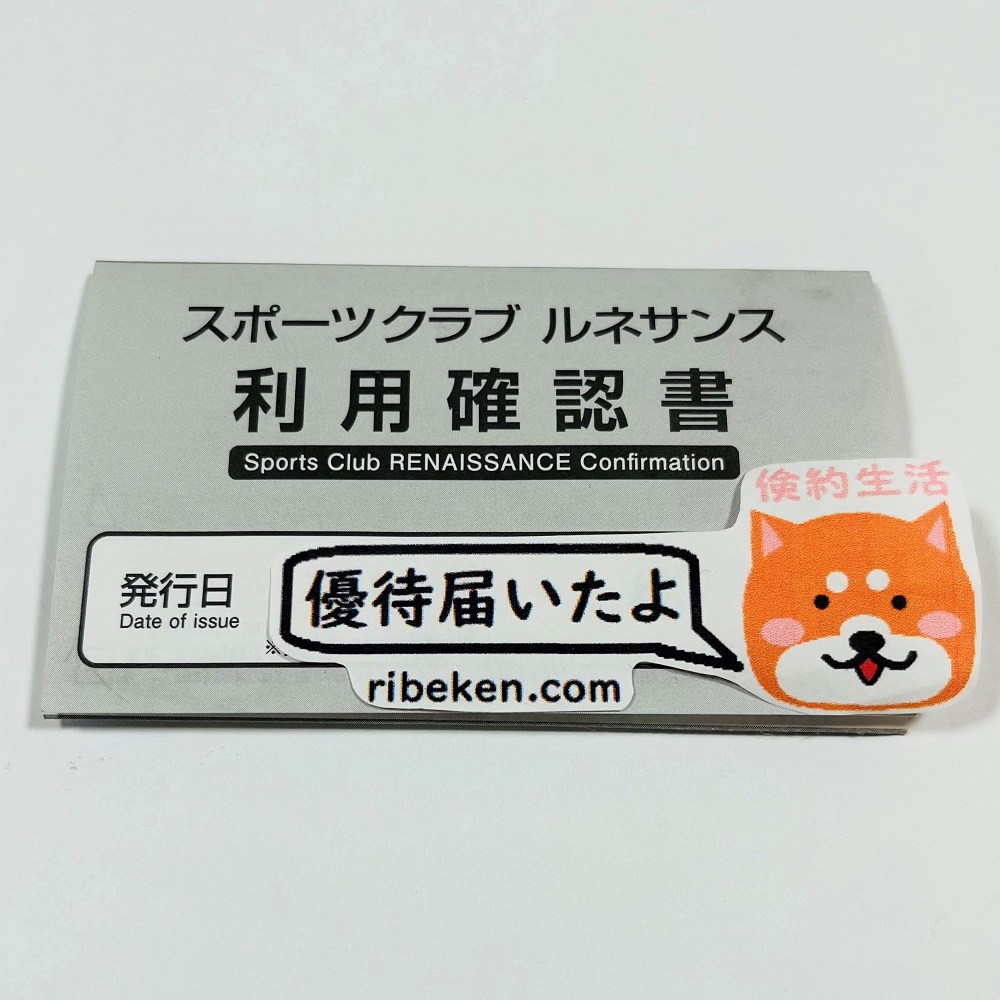 スポーツクラブ ルネサンス
利用確認書
Sports Club RENAISSANCE Confirmation
倹約生活
発行日
Date of issue
※
優待届いたよ
ribeken.com